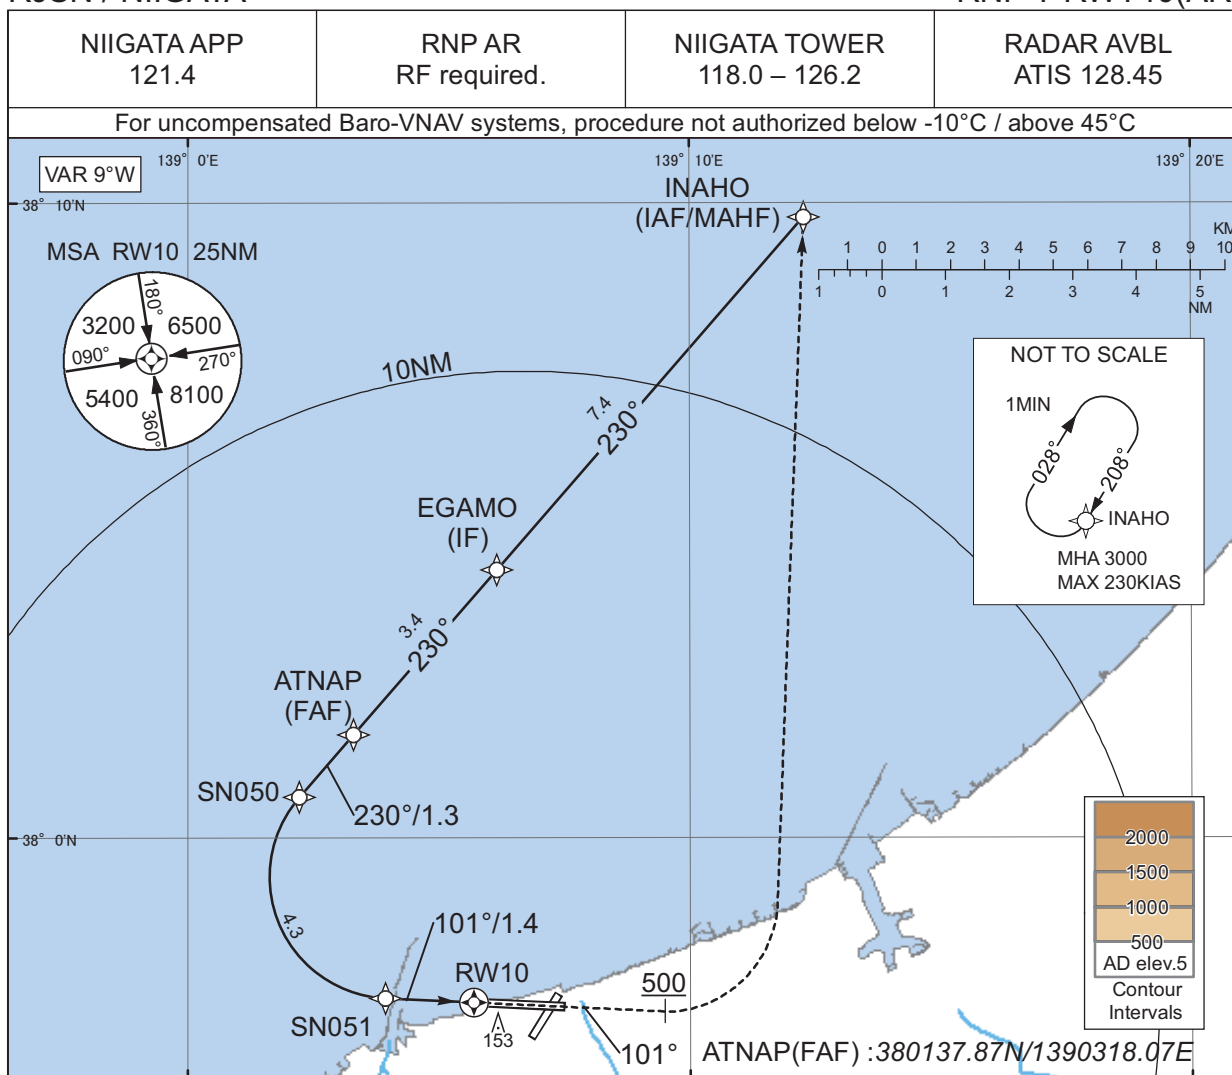 NIIGATA APP
121.4
RNP AR
RF required.
NIIGATA TOWER
118.0 – 126.2
RADAR AVBL
ATIS 128.45
For uncompensated Baro-VNAV systems, procedure not authorized below -10°C / above 45°C
VAR 9°W
139° 0'E
139° 10'E
139° 20'E
38° 10'N
INAHO
(IAF/MAHF)
KM
1 0 1 2 3 4 5 6 7 8 9 10
1 0 1 2 3 4 5
NM
MSA RW10 25NM
180°
3200 6500
090° 270°
5400 8100
360°
10NM
NOT TO SCALE
1MIN
028°
208°
INAHO
MHA 3000
MAX 230KIAS
7.4
230°
EGAMO
(IF)
3.4
230°
ATNAP
(FAF)
SN050
230°/1.3
38° 0'N
4.3
101°/1.4
RW10
SN051
153
500
101°
2000
1500
1000
500
AD elev.5
Contour
Intervals
ATNAP(FAF) :380137.87N/1390318.07E